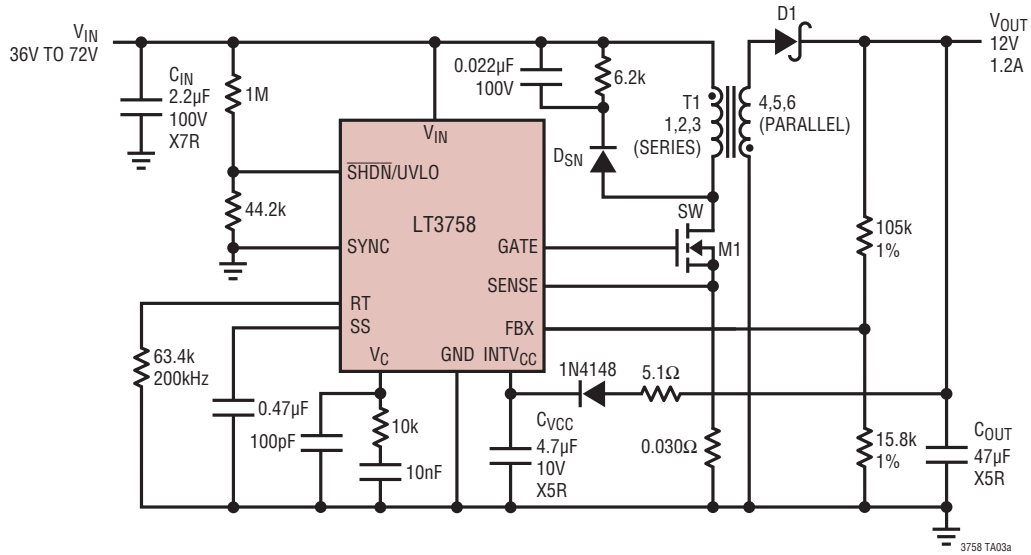 VIN
36V TO 72V
CIN
2.2µF
100V
X7R
1M
44.2k
0.022µF
100V
6.2k
DSN
T1
1,2,3
(SERIES)
4,5,6
(PARALLEL)
D1
VOUT
12V
1.2A
VIN
SHDN/UVLO
LT3758
SYNC
GATE
SENSE
RT
SS
FBX
VC
GND
INTVCC
SW
M1
105k
1%
63.4k
200kHz
0.47µF
100pF
10k
10nF
1N4148
5.1Ω
CVCC
4.7µF
10V
X5R
0.030Ω
15.8k
1%
COUT
47µF
X5R
3758 TA03a